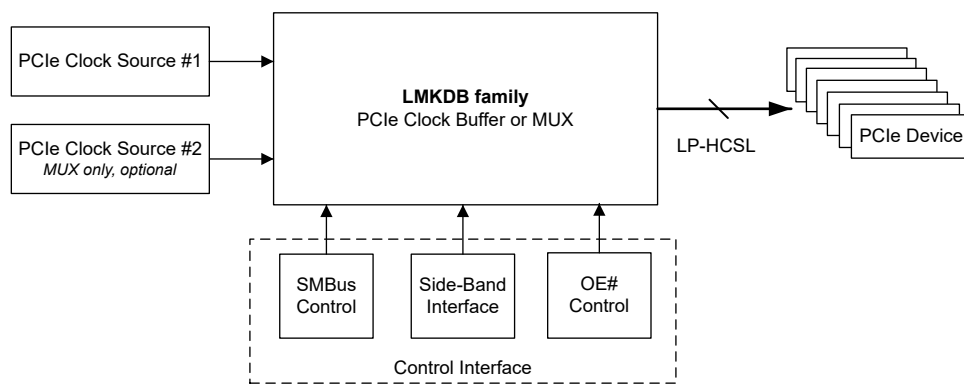 PCIe Clock Source #1
PCIe Clock Source #2
MUX only, optional
LMKDB family
PCIe Clock Buffer or MUX
LP-HCSL
PCIe Device
SMBus
Control
Side-Band
Interface
OE#
Control
Control Interface